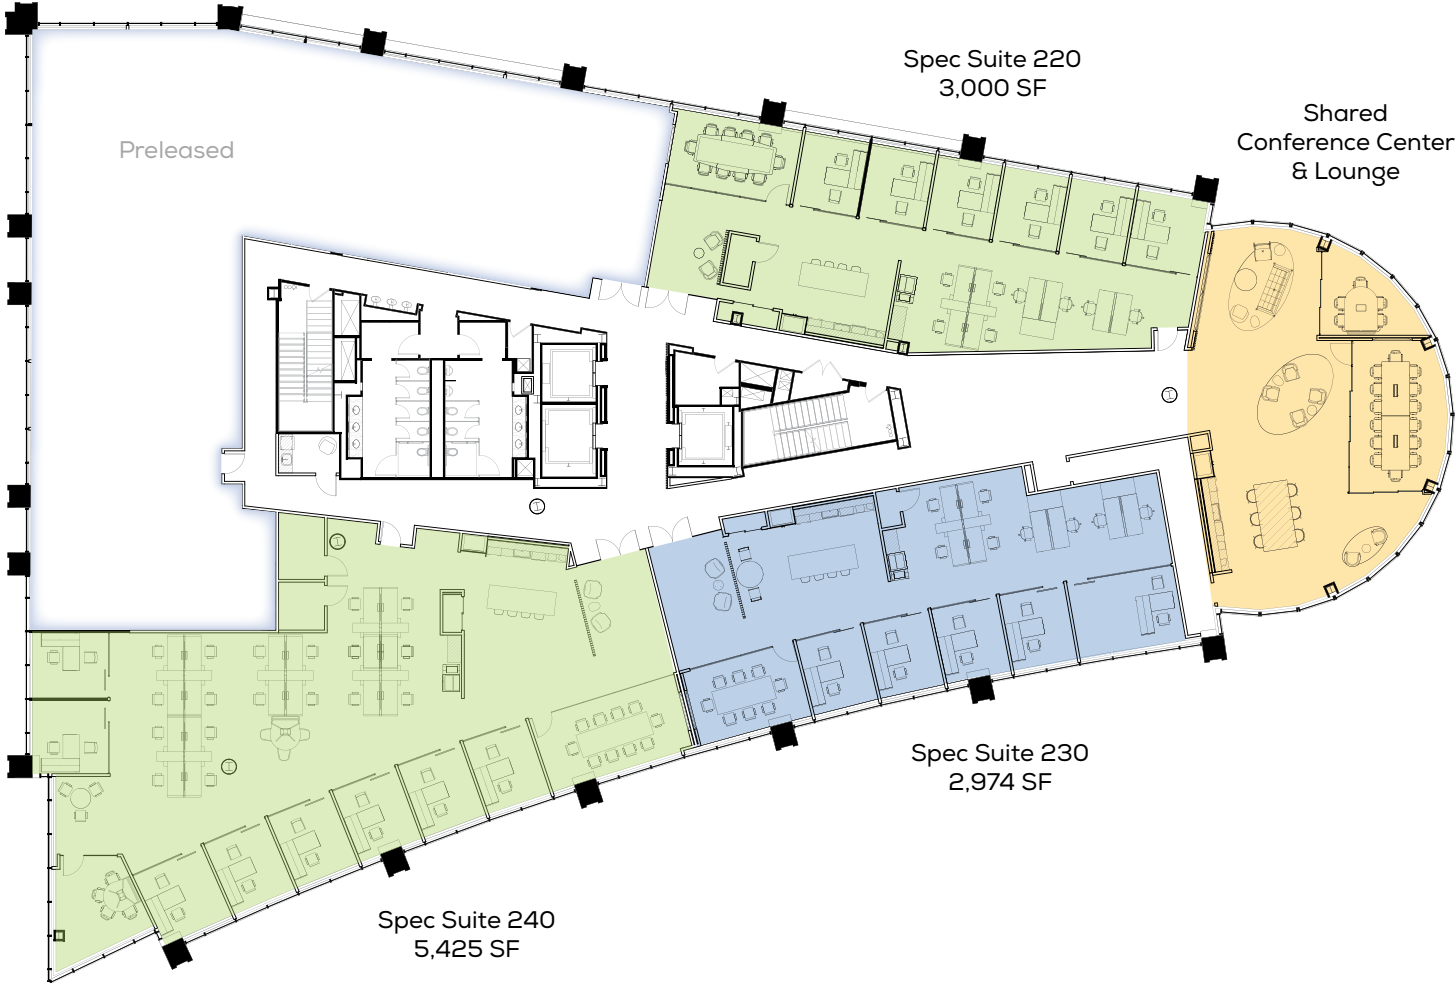 Spec Suite 220
3,000 SF
Shared
Conference Center
& Lounge
Preleased
Spec Suite 230
2,974 SF
Spec Suite 240
5,425 SF